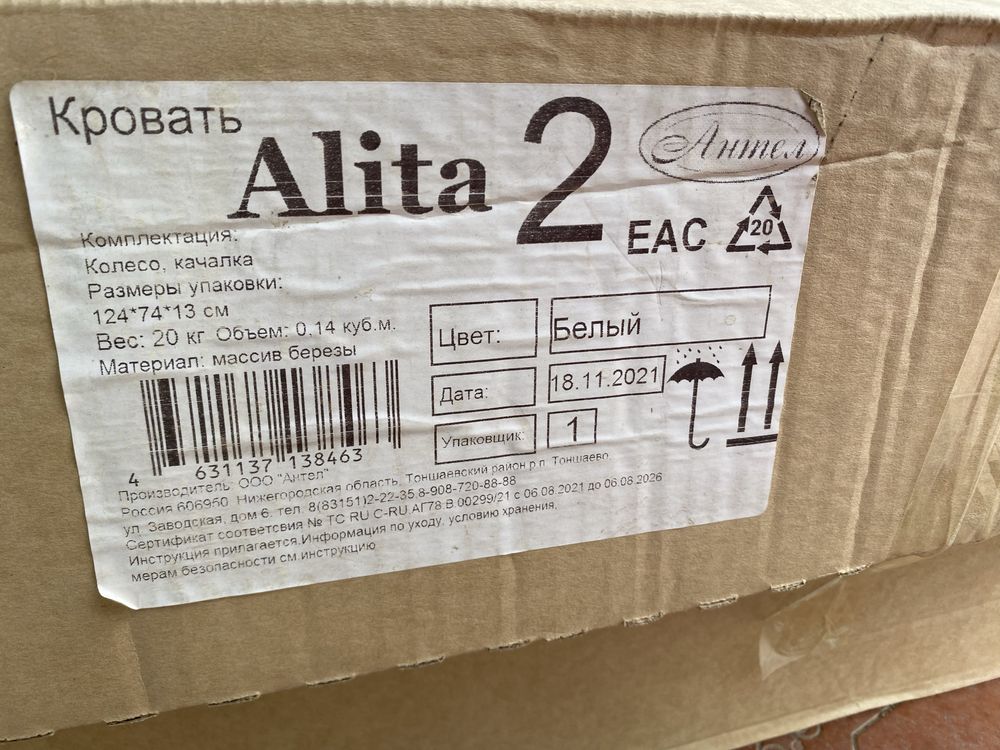 Кровать
Alita 2
Антел
EAC
20
Комплектация:
Колесо, качалка
Размеры упаковки:
124*74*13 см
Вес: 20 кг Объем: 0.14 куб.м.
Материал: массив березы
Цвет: Белый
Дата: 18.11.2021
Упаковщик: 1
4 631137 138463
Производитель: ООО "Антел"
Россия 606950 Нижегородская область, Тоншаевский район р.п. Тоншаево,
ул. Заводская, дом 6, тел. 8(83151)2-22-35,8-908-720-88-88
Сертификат соответсвия № ТС RU C-RU.АГ78.В.00299/21 с 06.08.2021 до 06.08.2026
Инструкция прилагается.Информация по уходу, условию хранения,
мерам безопасности см.инструкцию